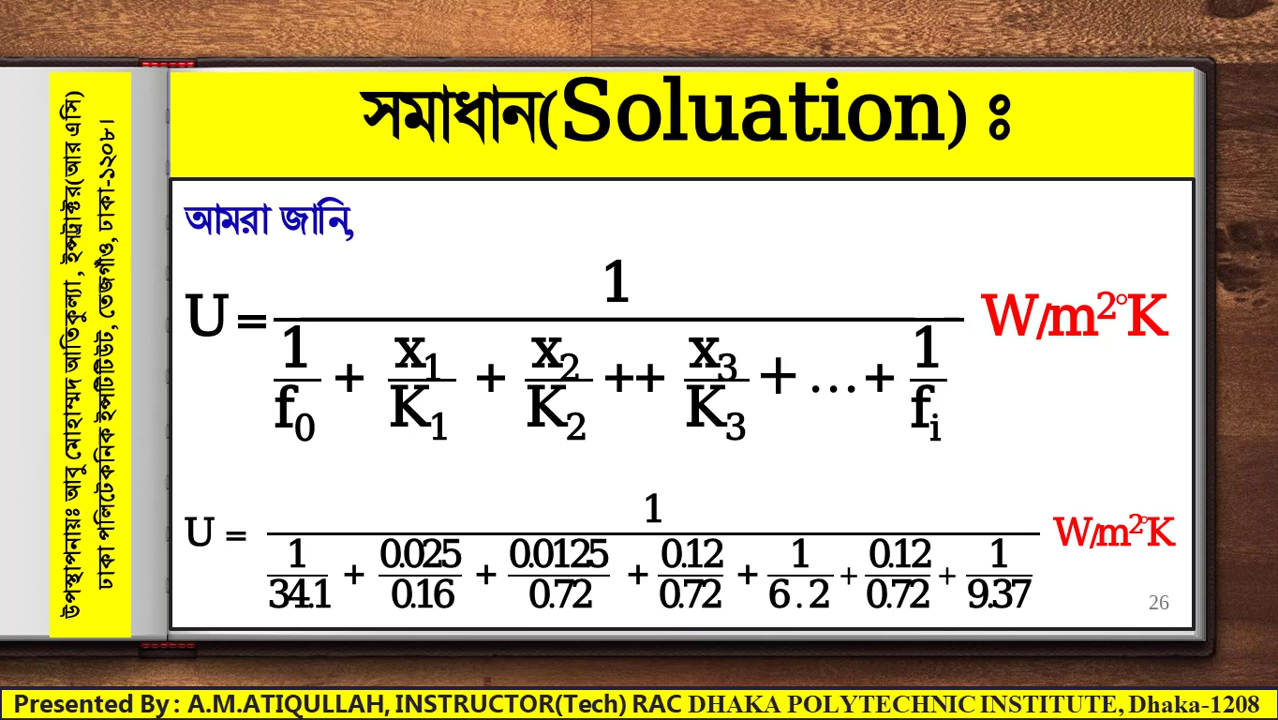 সমাধান(Soluation) ঃ
উপস্থাপনায়ঃ আবু মোহাম্মদ আতিকুল্যা , ইন্সট্রাক্টর(আর এসি)
ঢাকা পলিটেকনিক ইন্সটিটিউট, তেজগাঁও, ঢাকা-১২০৮।
আমরা জানি,
U = 1 / (1/f₀ + x₁/K₁ + x₂/K₂ ++ x₃/K₃ + … + 1/fᵢ) W/m²°K
U = 1 / (1/34.1 + 0.025/0.16 + 0.0125/0.72 + 0.12/0.72 + 1/6.2 + 0.12/0.72 + 1/9.37) W/m²°K
26
Presented By : A.M.ATIQULLAH, INSTRUCTOR(Tech) RAC DHAKA POLYTECHNIC INSTITUTE, Dhaka-1208